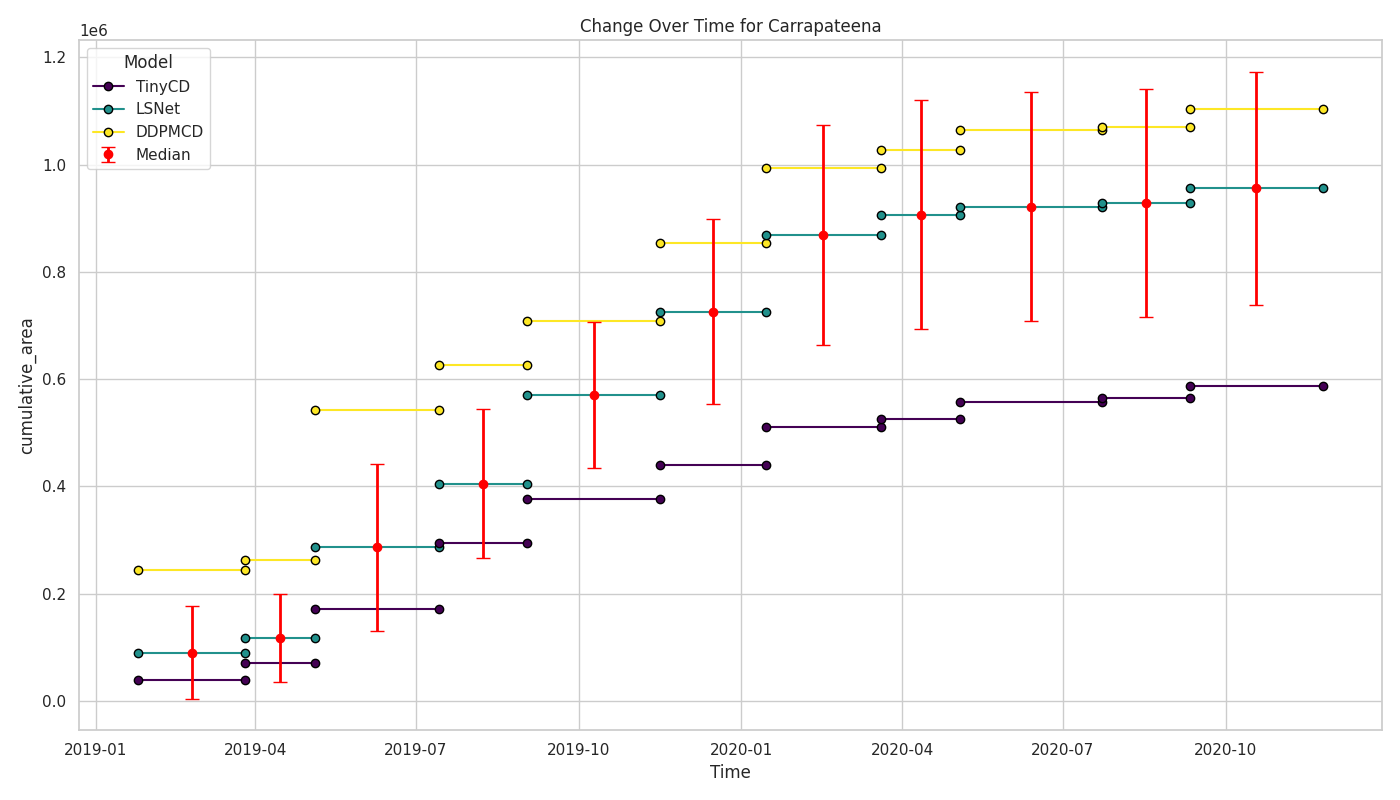 Change Over Time for Carrapateena
1e6
1.2
1.0
0.8
0.6
0.4
0.2
0.0
cumulative_area
Model
TinyCD
LSNet
DDPMCD
Median
2019-01
2019-04
2019-07
2019-10
2020-01
2020-04
2020-07
2020-10
Time